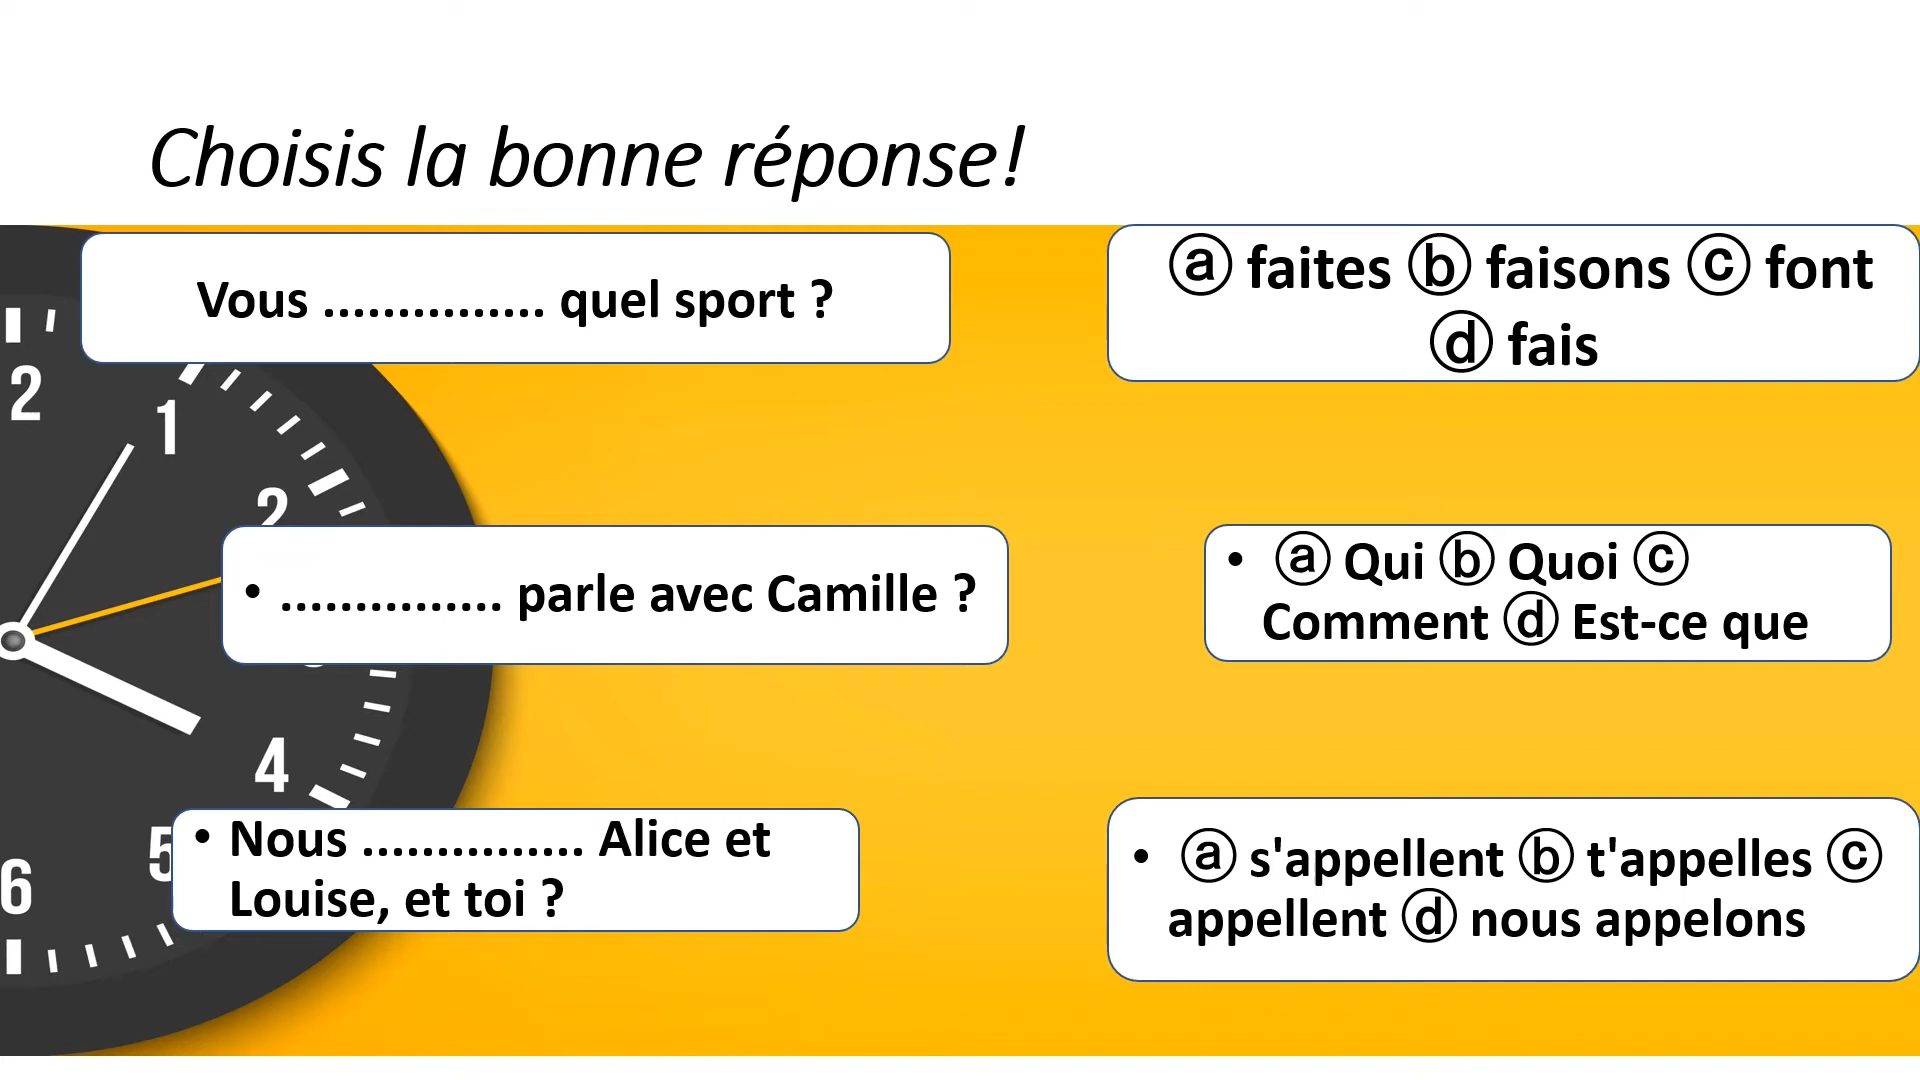 Choisis la bonne réponse!
Vous ............... quel sport ?
ⓐ faites ⓑ faisons ⓒ font
ⓓ fais
• ............... parle avec Camille ?
• ⓐ Qui ⓑ Quoi ⓒ
Comment ⓓ Est-ce que
• Nous ............... Alice et
Louise, et toi ?
• ⓐ s'appellent ⓑ t'appelles ⓒ
appellent ⓓ nous appelons
2
1
2
4
5
6